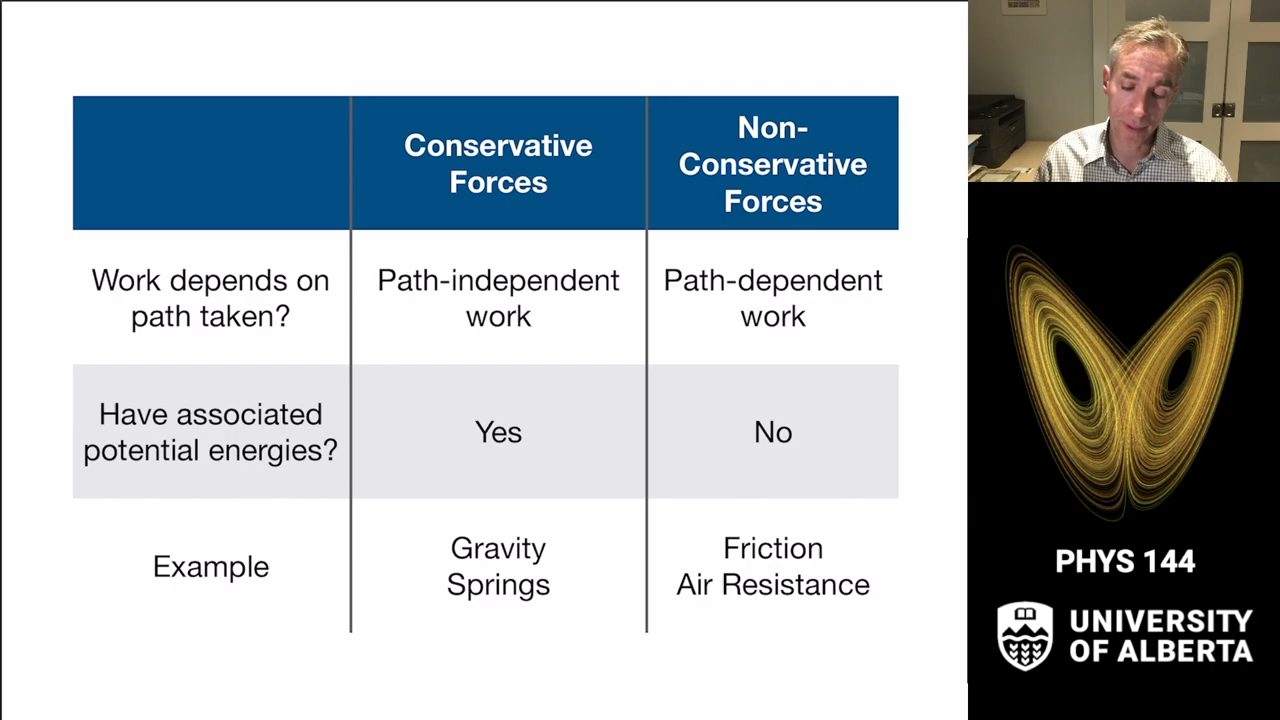 Conservative
Forces
Non-
Conservative
Forces
Work depends on
path taken?
Path-independent
work
Path-dependent
work
Have associated
potential energies?
Yes
No
Example
Gravity
Springs
Friction
Air Resistance
PHYS 144
UNIVERSITY
OF ALBERTA